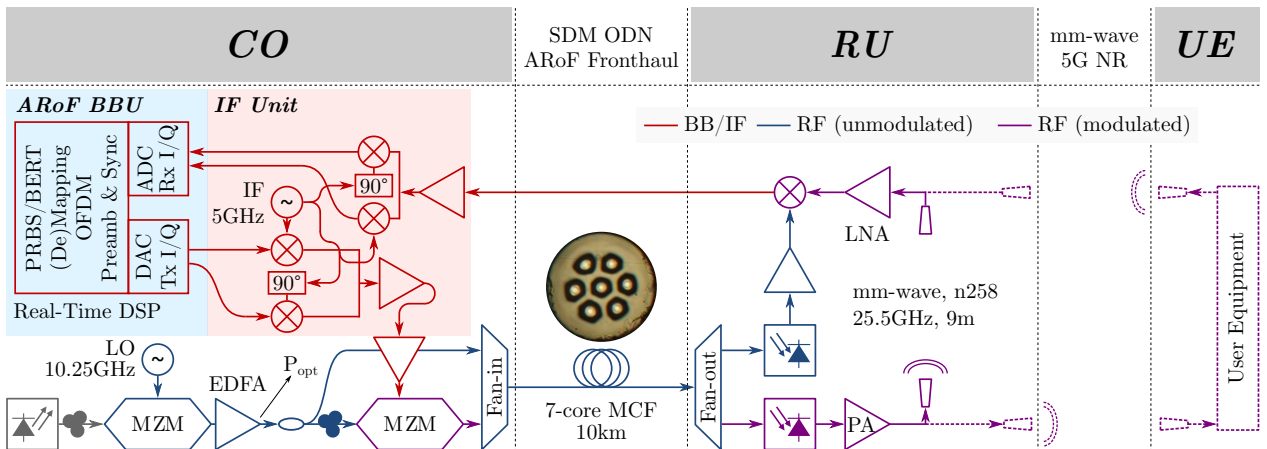 CO
SDM ODN
ARoF Fronthaul
RU
mm-wave
5G NR
UE
ARoF BBU
IF Unit
BB/IF
RF (unmodulated)
RF (modulated)
PRBS/BERT
(De)Mapping
OFDM
Preamb & Sync
ADC
Rx I/Q
DAC
Tx I/Q
Real-Time DSP
IF
5GHz
~
90°
90°
LNA
mm-wave, n258
25.5GHz, 9m
User Equipment
LO
10.25GHz
~
EDFA
Popt
MZM
MZM
Fan-in
7-core MCF
10km
Fan-out
PA